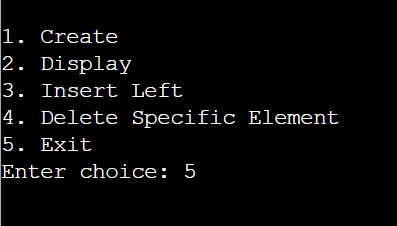 1. Create
2. Display
3. Insert Left
4. Delete Specific Element
5. Exit
Enter choice: 5